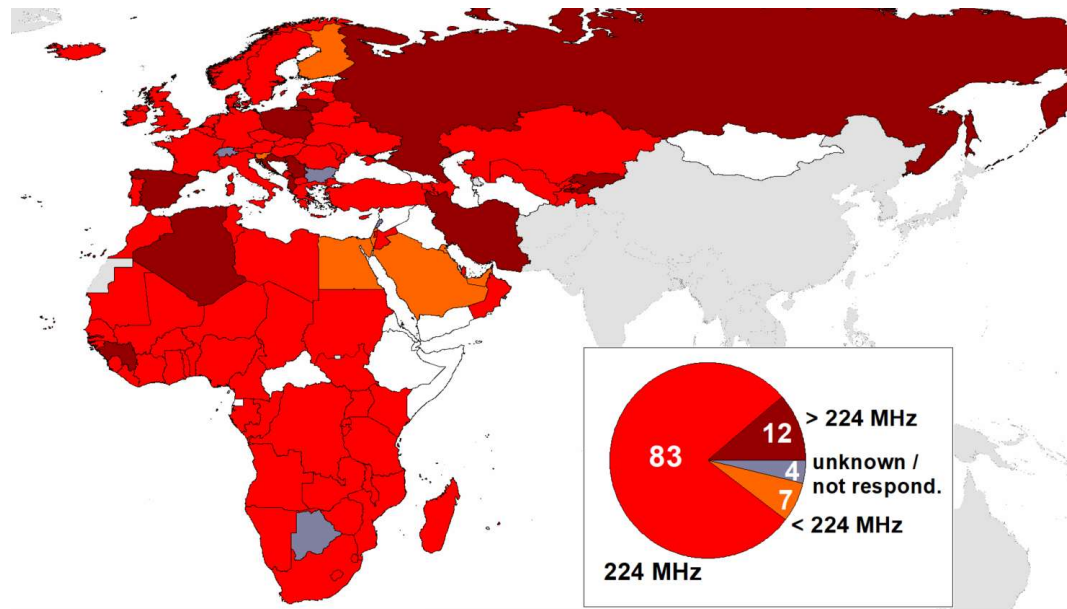 > 224 MHz
12
83
unknown /
4
not respond.
7
< 224 MHz
224 MHz